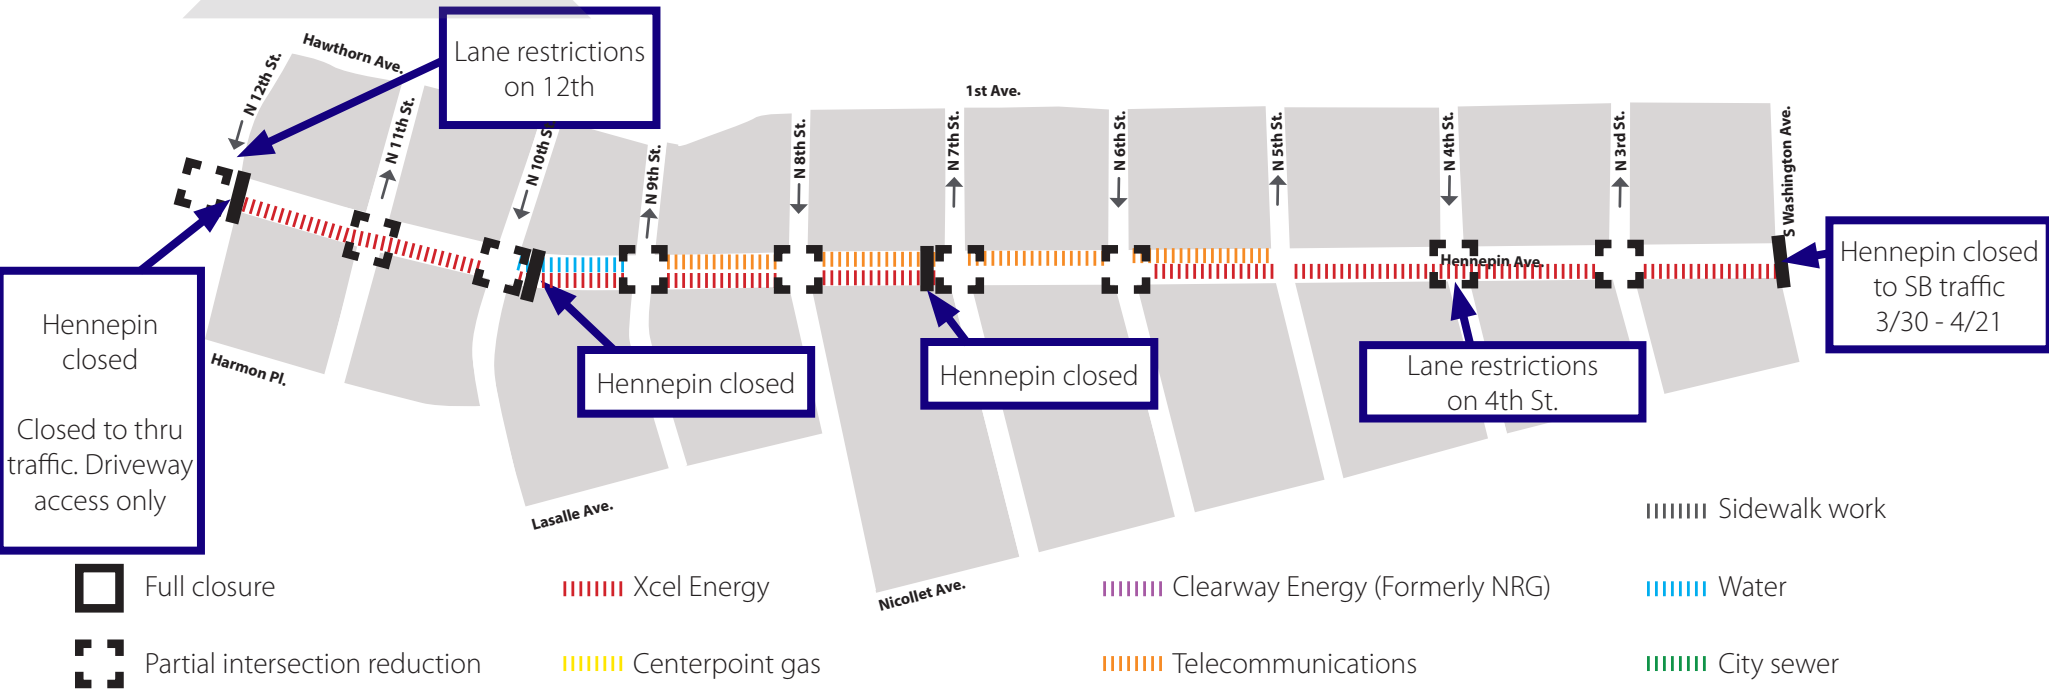 Lane restrictions
on 12th
Hawthorn Ave.
N 12th St.
N 11th St.
N 10th St.
N 9th St.
N 8th St.
1st Ave.
N 7th St.
N 6th St.
N 5th St.
N 4th St.
N 3rd St.
S Washington Ave.
Hennepin Ave.
Hennepin closed
to SB traffic
3/30 - 4/21
Hennepin
closed
Closed to thru
traffic. Driveway
access only
Harmon Pl.
Hennepin closed
Hennepin closed
Lane restrictions
on 4th St.
Lasalle Ave.
Nicollet Ave.
Sidewalk work
Full closure
Xcel Energy
Clearway Energy (Formerly NRG)
Water
Partial intersection reduction
Centerpoint gas
Telecommunications
City sewer